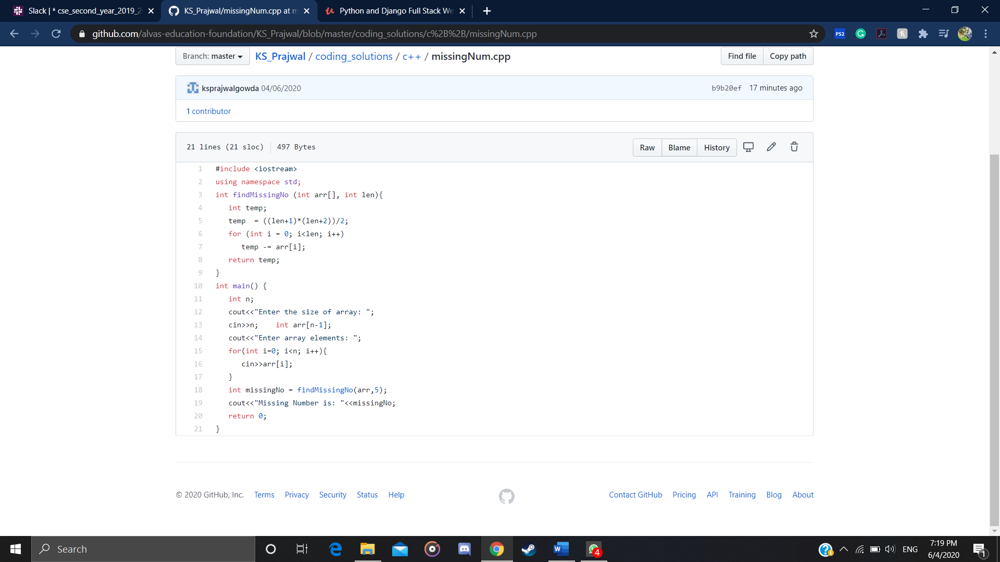 Slack | * cse_second_year_2019_2
KS_Prajwal/missingNum.cpp at m
Python and Django Full Stack We
github.com/alvas-education-foundation/KS_Prajwal/blob/master/coding_solutions/c%2B%2B/missingNum.cpp
PS2
Branch: master
KS_Prajwal / coding_solutions / c++ / missingNum.cpp
Find file
Copy path
ksprajwalgowda 04/06/2020
b9b20ef 17 minutes ago
1 contributor
21 lines (21 sloc)
497 Bytes
Raw
Blame
History
1 #include <iostream>
2 using namespace std;
3 int findMissingNo (int arr[], int len){
4    int temp;
5    temp  = ((len+1)*(len+2))/2;
6    for (int i = 0; i<len; i++)
7       temp -= arr[i];
8    return temp;
9 }
10 int main() {
11    int n;
12    cout<<"Enter the size of array: ";
13    cin>>n;    int arr[n-1];
14    cout<<"Enter array elements: ";
15    for(int i=0; i<n; i++){
16       cin>>arr[i];
17    }
18    int missingNo = findMissingNo(arr,5);
19    cout<<"Missing Number is: "<<missingNo;
20    return 0;
21 }
© 2020 GitHub, Inc.
Terms
Privacy
Security
Status
Help
Contact GitHub
Pricing
API
Training
Blog
About
Search
W
4
ENG
7:19 PM
6/4/2020
1